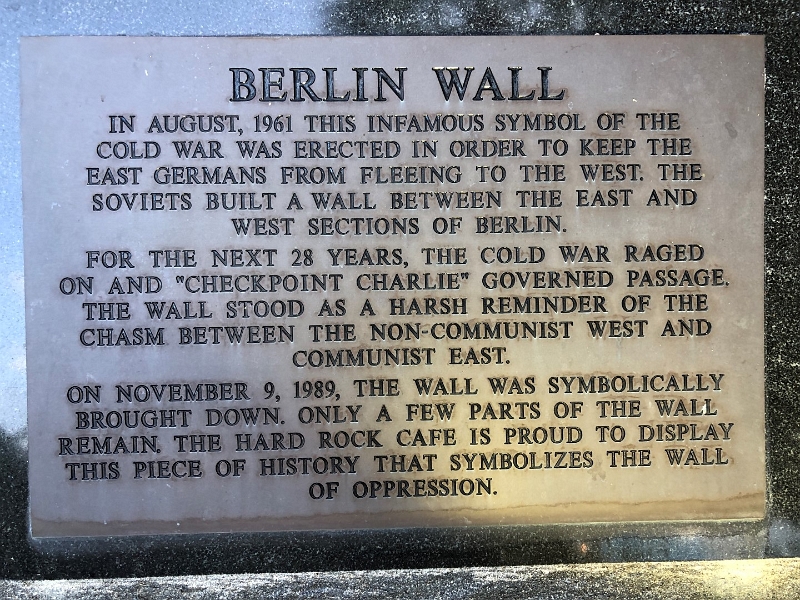 BERLIN WALL
IN AUGUST, 1961 THIS INFAMOUS SYMBOL OF THE
COLD WAR WAS ERECTED IN ORDER TO KEEP THE
EAST GERMANS FROM FLEEING TO THE WEST. THE
SOVIETS BUILT A WALL BETWEEN THE EAST AND
WEST SECTIONS OF BERLIN.
FOR THE NEXT 28 YEARS, THE COLD WAR RAGED
ON AND "CHECKPOINT CHARLIE" GOVERNED PASSAGE.
THE WALL STOOD AS A HARSH REMINDER OF THE
CHASM BETWEEN THE NON-COMMUNIST WEST AND
COMMUNIST EAST.
ON NOVEMBER 9, 1989, THE WALL WAS SYMBOLICALLY
BROUGHT DOWN. ONLY A FEW PARTS OF THE WALL
REMAIN. THE HARD ROCK CAFE IS PROUD TO DISPLAY
THIS PIECE OF HISTORY THAT SYMBOLIZES THE WALL
OF OPPRESSION.